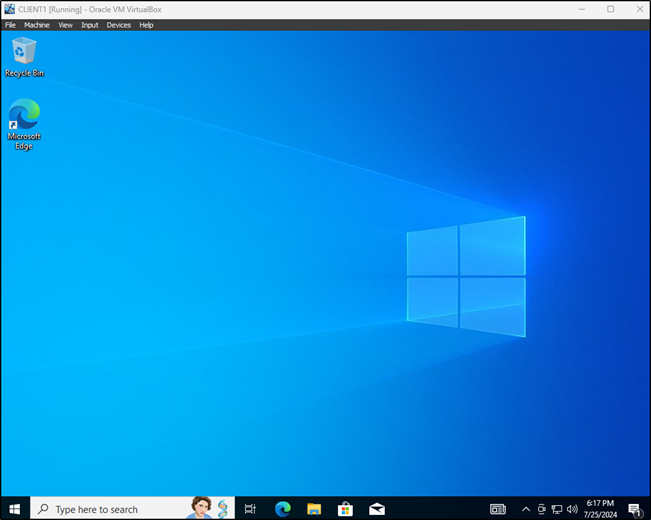 CLIENT1 [Running] - Oracle VM VirtualBox
File Machine View Input Devices Help
Recycle Bin
Microsoft
Edge
Type here to search
6:17 PM
7/25/2024
1